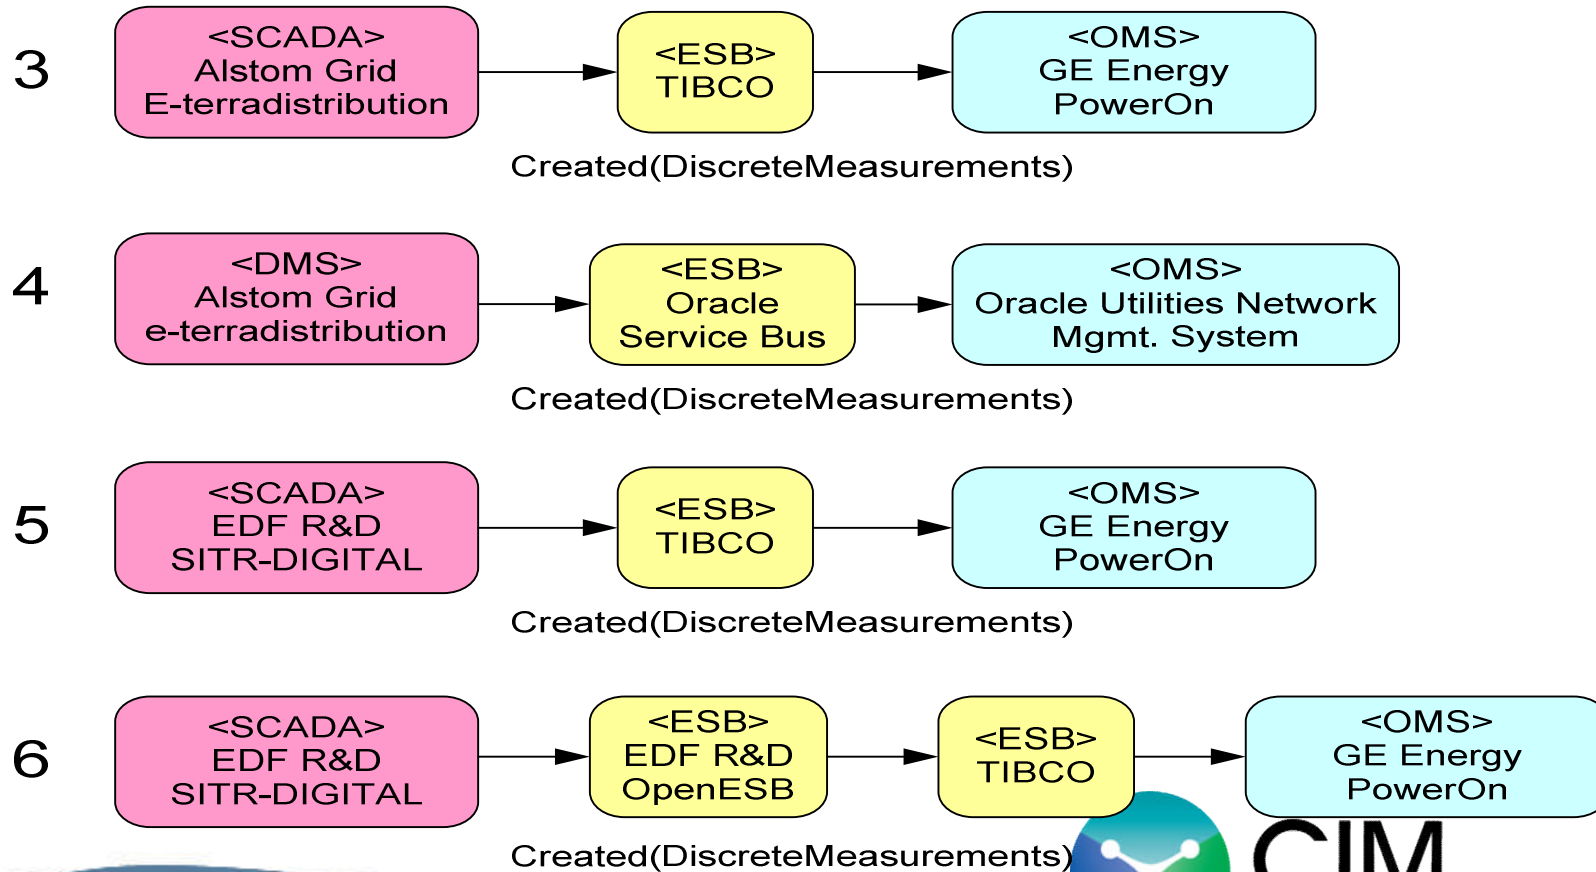 3
<SCADA>
Alstom Grid
E-terradistribution
<ESB>
TIBCO
<OMS>
GE Energy
PowerOn
Created(DiscreteMeasurements)
4
<DMS>
Alstom Grid
e-terradistribution
<ESB>
Oracle
Service Bus
<OMS>
Oracle Utilities Network
Mgmt. System
Created(DiscreteMeasurements)
5
<SCADA>
EDF R&D
SITR-DIGITAL
<ESB>
TIBCO
<OMS>
GE Energy
PowerOn
Created(DiscreteMeasurements)
6
<SCADA>
EDF R&D
SITR-DIGITAL
<ESB>
EDF R&D
OpenESB
<ESB>
TIBCO
<OMS>
GE Energy
PowerOn
Created(DiscreteMeasurements)
CIM